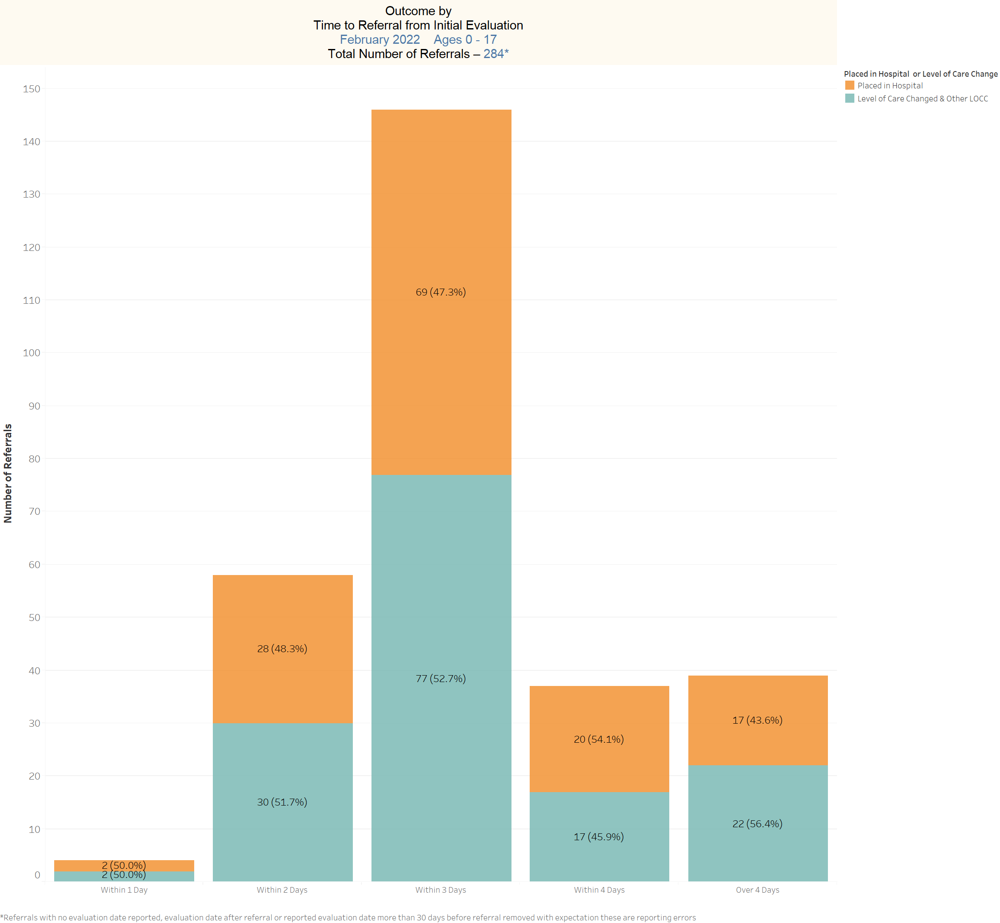 Outcome by
Time to Referral from Initial Evaluation
February 2022 Ages 0 - 17
Total Number of Referrals – 284*
Placed in Hospital or Level of Care Change
Placed in Hospital
Level of Care Changed & Other LOCC
Number of Referrals
150
140
130
120
110
100
90
80
70
60
50
40
30
20
10
0
2 (50.0%)
2 (50.0%)
28 (48.3%)
30 (51.7%)
69 (47.3%)
77 (52.7%)
20 (54.1%)
17 (45.9%)
17 (43.6%)
22 (56.4%)
Within 1 Day
Within 2 Days
Within 3 Days
Within 4 Days
Over 4 Days
*Referrals with no evaluation date reported, evaluation date after referral or reported evaluation date more than 30 days before referral removed with expectation these are reporting errors